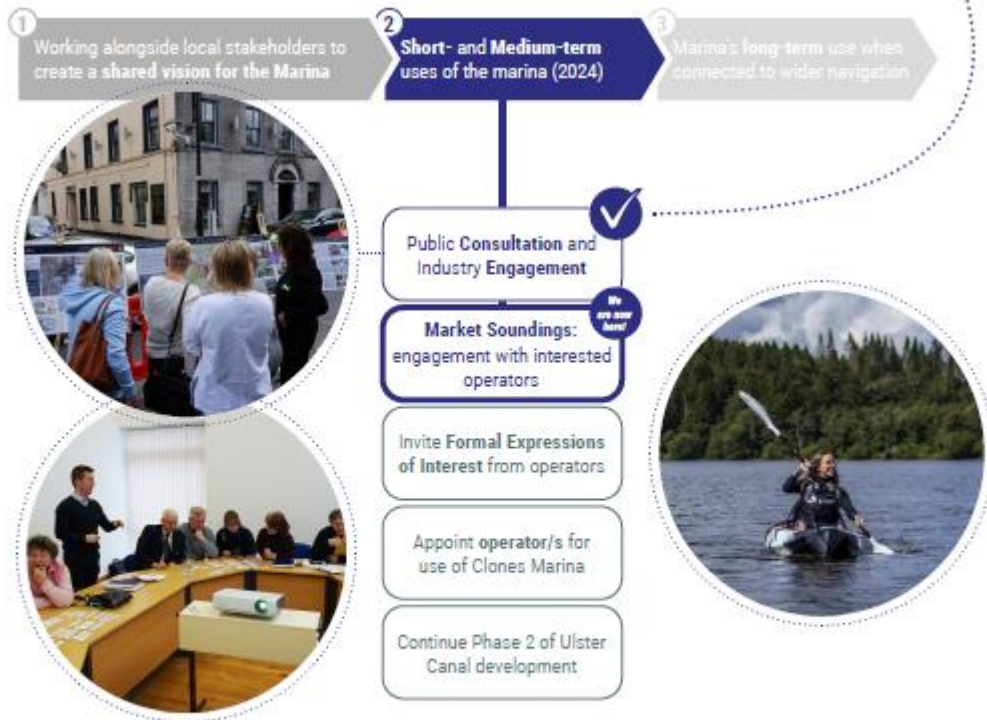 1
Working alongside local stakeholders to
create a shared vision for the Marina
2
Short- and Medium-term
uses of the marina (2024)
3
Marina's long-term use when
connected to wider navigation
Public Consultation and
Industry Engagement
We
are now
here!
Market Soundings:
engagement with interested
operators
Invite Formal Expressions
of Interest from operators
Appoint operator/s for
use of Clones Marina
Continue Phase 2 of Ulster
Canal development